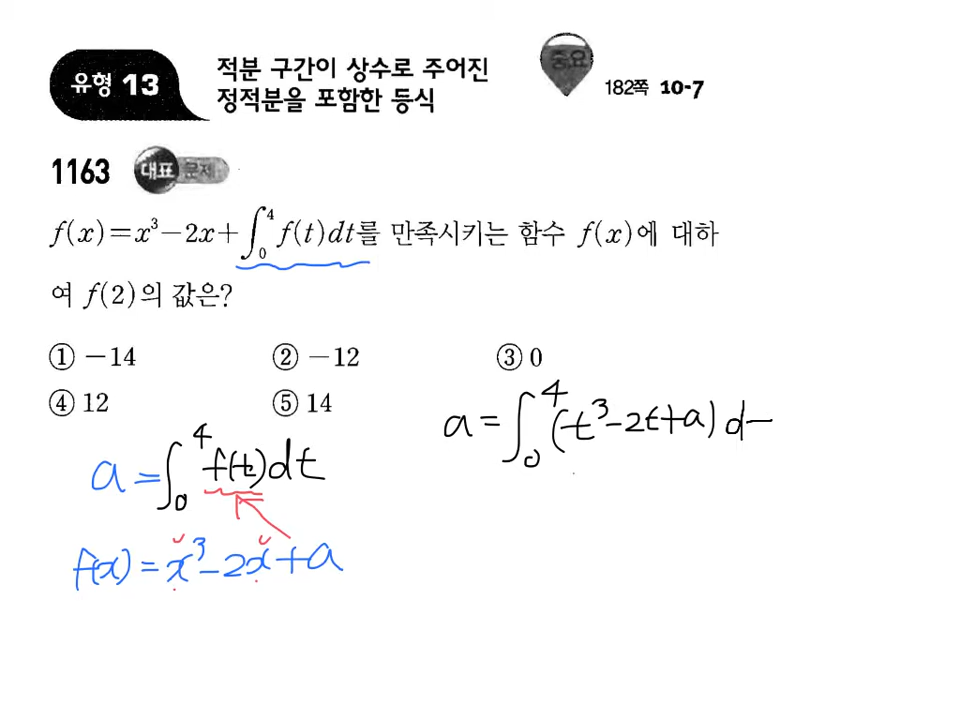 유형 13
적분 구간이 상수로 주어진
정적분을 포함한 등식
중요
182쪽 10-7
1163 대표 문제
f(x)=x³-2x+∫₀⁴ f(t)dt를 만족시키는 함수 f(x)에 대하
여 f(2)의 값은?
① -14 ② -12 ③ 0
④ 12 ⑤ 14
a=∫₀⁴ f(t)dt
f(x)=x³-2x+a
a=∫₀⁴ (t³-2t+a) d